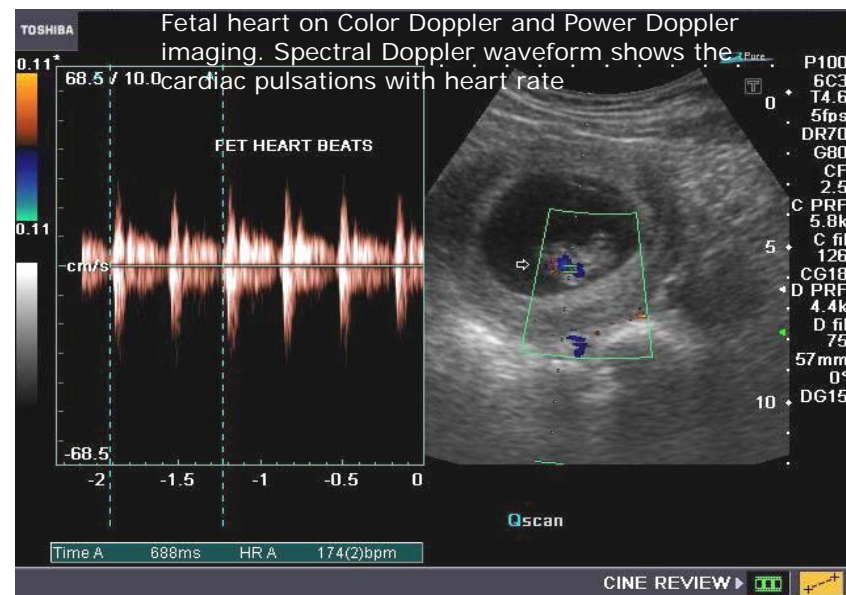 TOSHIBA
Fetal heart on Color Doppler and Power Doppler
imaging. Spectral Doppler waveform shows the
cardiac pulsations with heart rate
Pure
0.11*
68.5 / 10.0
FET HEART BEATS
0.11
cm/s
-68.5
-2 -1.5 -1 -0.5 0
T
0
5
10
P100
6C3
T4.6
5fps
DR70
G80
CF
2.5
C PRF
5.8k
C fil
126
CG18
D PRF
4.4k
D fil
75
57mm
0°
DG15
Qscan
Time A 688ms HR A 174(2)bpm
CINE REVIEW